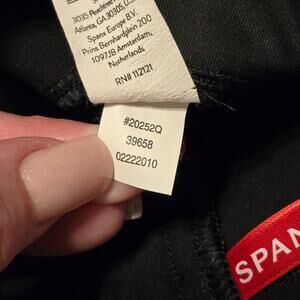 3035 Peachtree
Atlanta, GA 30305, U
Spanx Europe B.V.
Prins Bernhardplein 200
1097JB Amsterdam,
Netherlands
RN# 112121
#20252Q
39658
02222010
SPAN